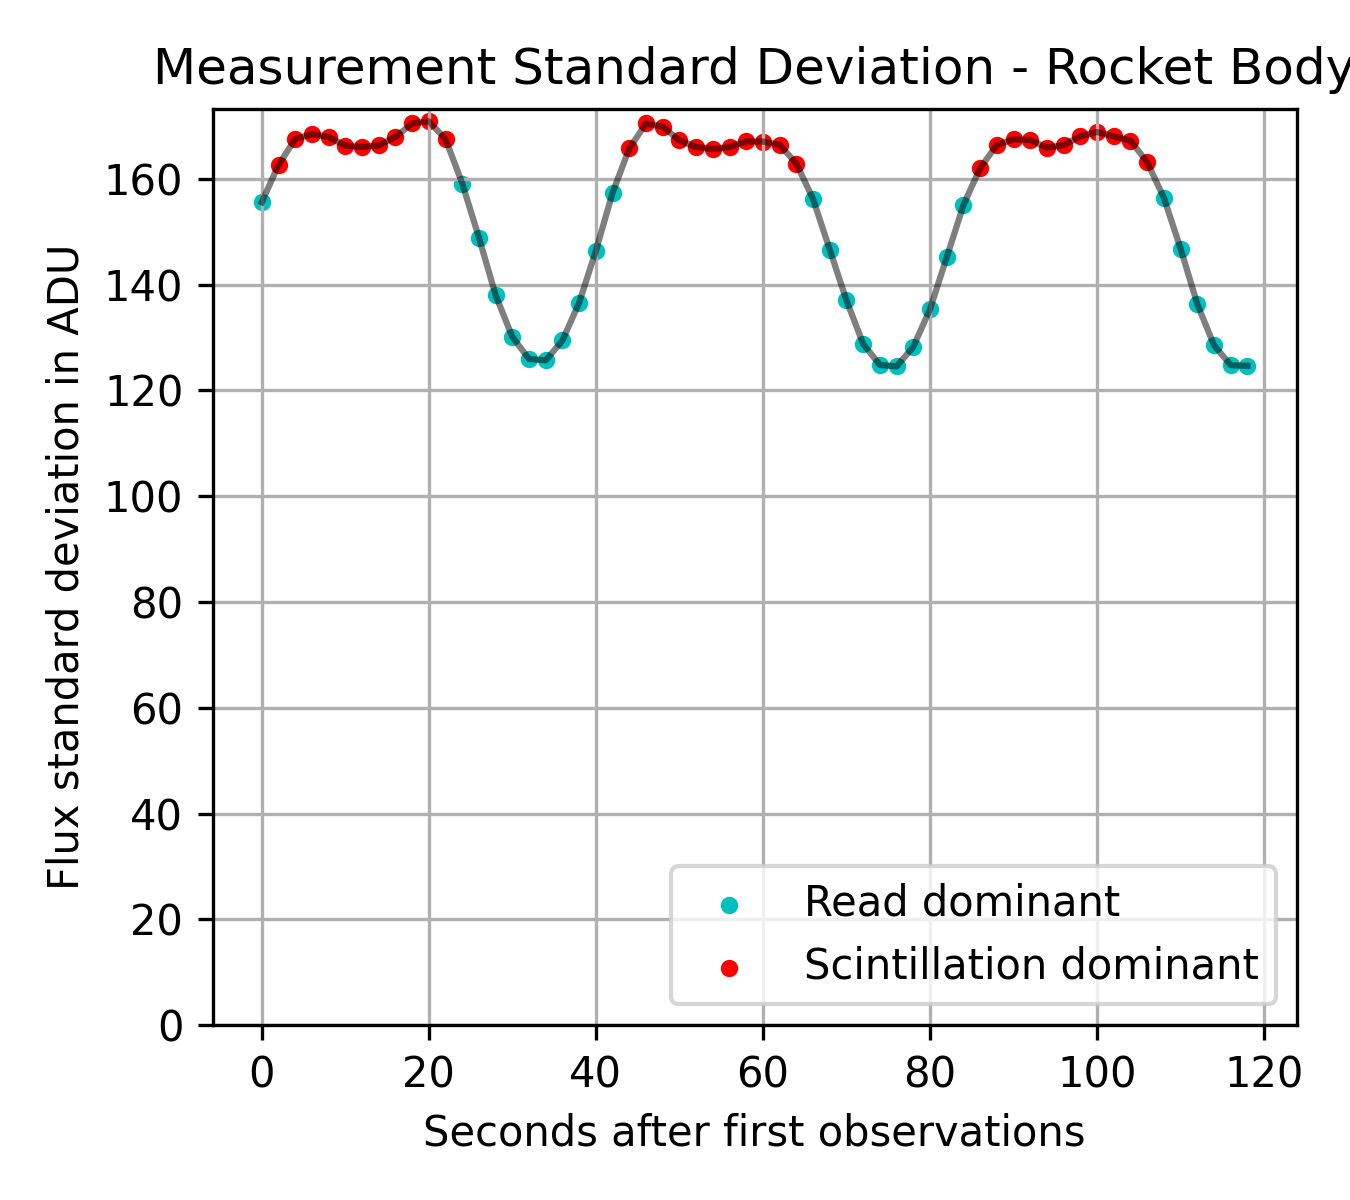 Measurement Standard Deviation - Rocket Body
Flux standard deviation in ADU
160
140
120
100
80
60
40
20
0
Read dominant
Scintillation dominant
0 20 40 60 80 100 120
Seconds after first observations